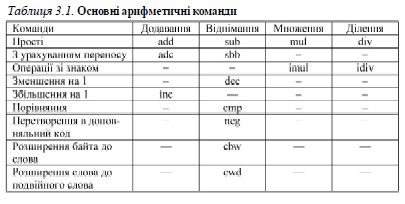 Таблиця 3.1. Основні арифметичні команди
Команди Додавання Віднімання Множення Ділення
Прості add sub mul div
З урахуванням переносу adc sbb – –
Операції зі знаком – – imul idiv
Зменшення на 1 – dec – –
Збільшення на 1 inc — – –
Порівняння – cmp – –
Перетворення в допов-
няльний код — neg — —
Розширення байта до
слова — cbw — —
Розширення слова до
подвійного слова — cwd — —